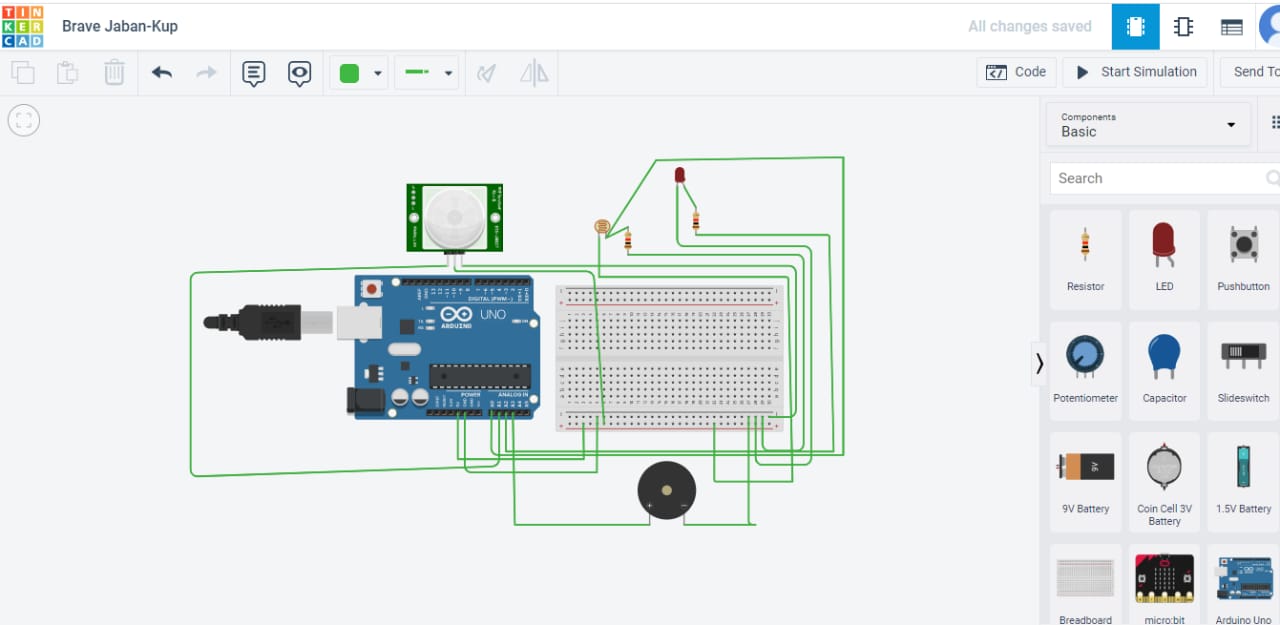 TIN
KER
CAD
Brave Jaban-Kup
All changes saved
Code
Start Simulation
Send To
Components
Basic
Search
Resistor
LED
Pushbutton
Potentiometer
Capacitor
Slideswitch
9V
9V Battery
Coin Cell 3V
Battery
1.5V Battery
Breadboard
micro:bit
Arduino Uno
DIGITAL (PWM~)
UNO
ARDUINO
POWER
ANALOG IN